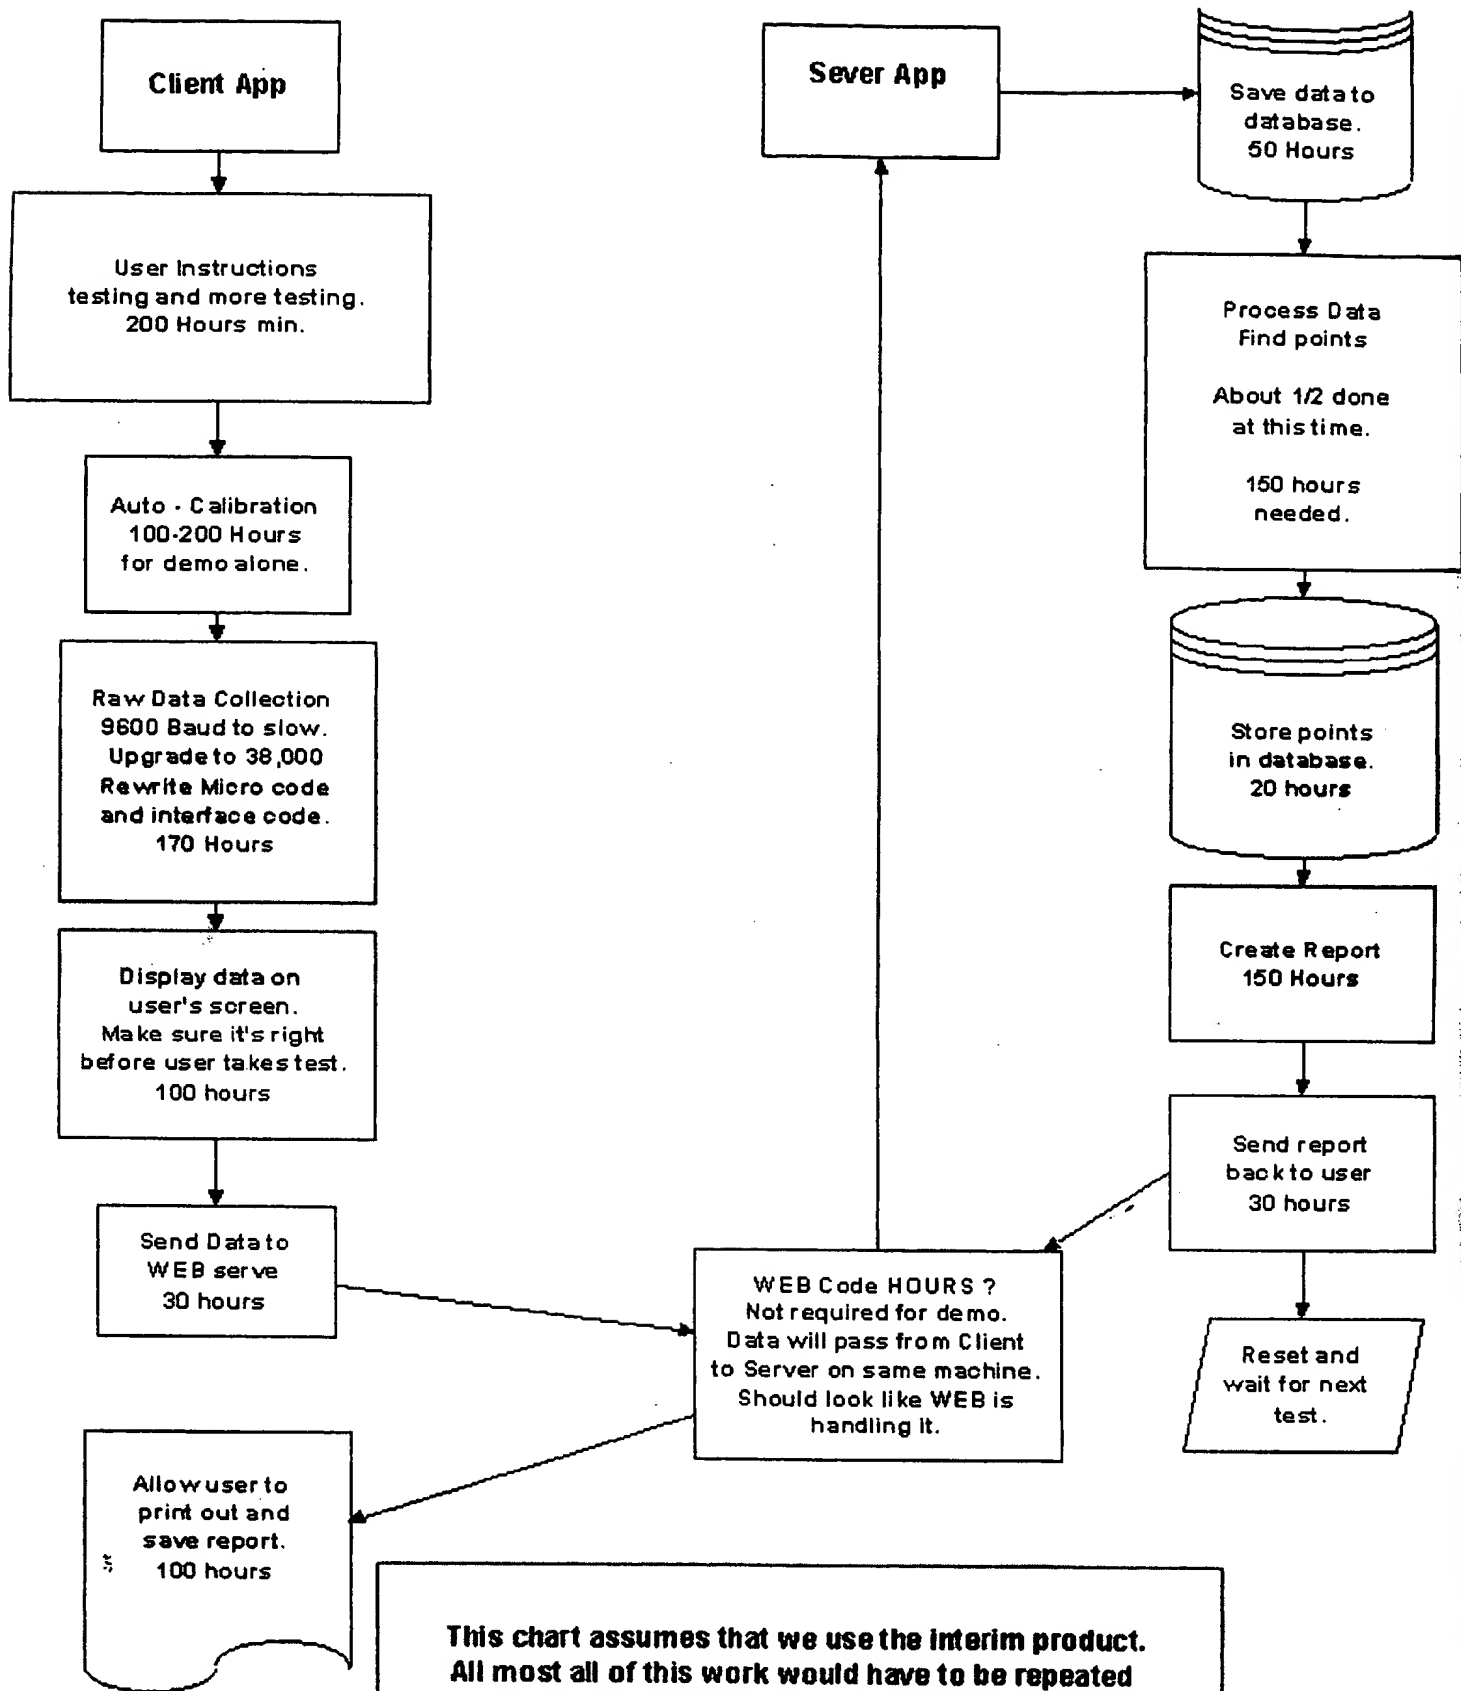 Client App
User Instructions
testing and more testing.
200 Hours min.
Auto - Calibration
100-200 Hours
for demo alone.
Raw Data Collection
9600 Baud to slow.
Upgrade to 38,000
Rewrite Micro code
and interface code.
170 Hours
Display data on
user's screen.
Make sure it's right
before user takes test.
100 hours
Send Data to
WEB serve
30 hours
WEB Code HOURS ?
Not required for demo.
Data will pass from Client
to Server on same machine.
Should look like WEB is
handling it.
Sever App
Save data to
database.
50 Hours
Process Data
Find points
About 1/2 done
at this time.
150 hours
needed.
Store points
in database.
20 hours
Create Report
150 Hours
Send report
back to user
30 hours
Reset and
wait for next
test.
Allow user to
print out and
save report.
100 hours
This chart assumes that we use the interim product.
All most all of this work would have to be repeated